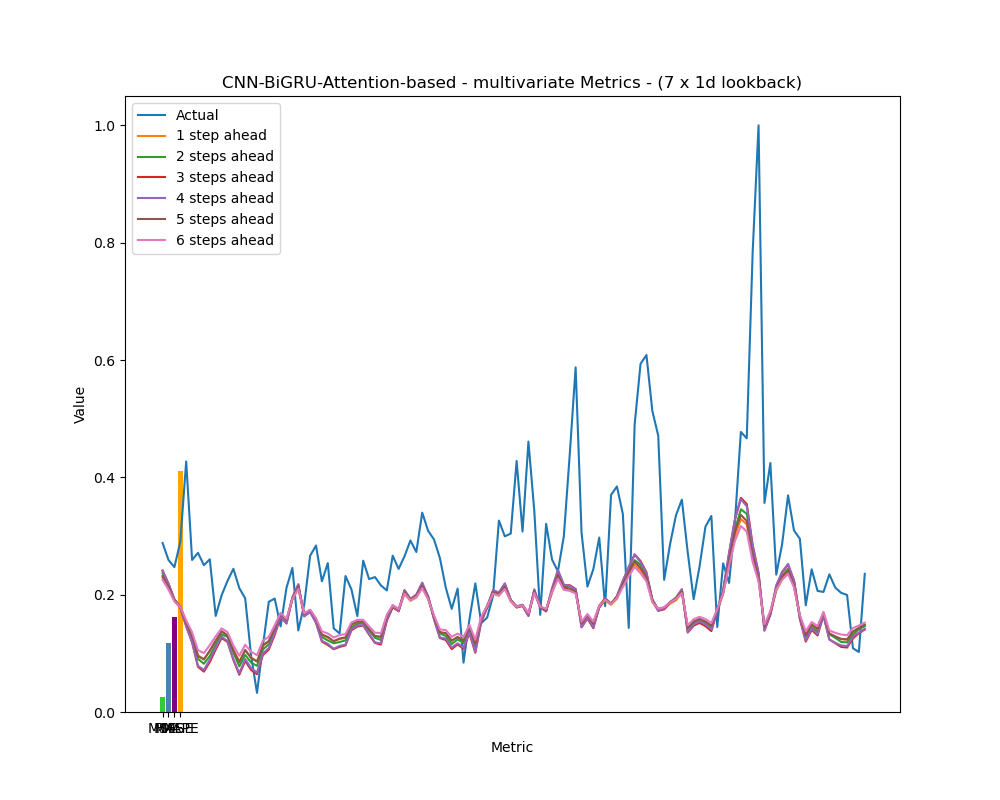 CNN-BiGRU-Attention-based - multivariate Metrics - (7 x 1d lookback)
Actual
1 step ahead
2 steps ahead
3 steps ahead
4 steps ahead
5 steps ahead
6 steps ahead
1.0
0.8
0.6
0.4
0.2
0.0
Value
Metric